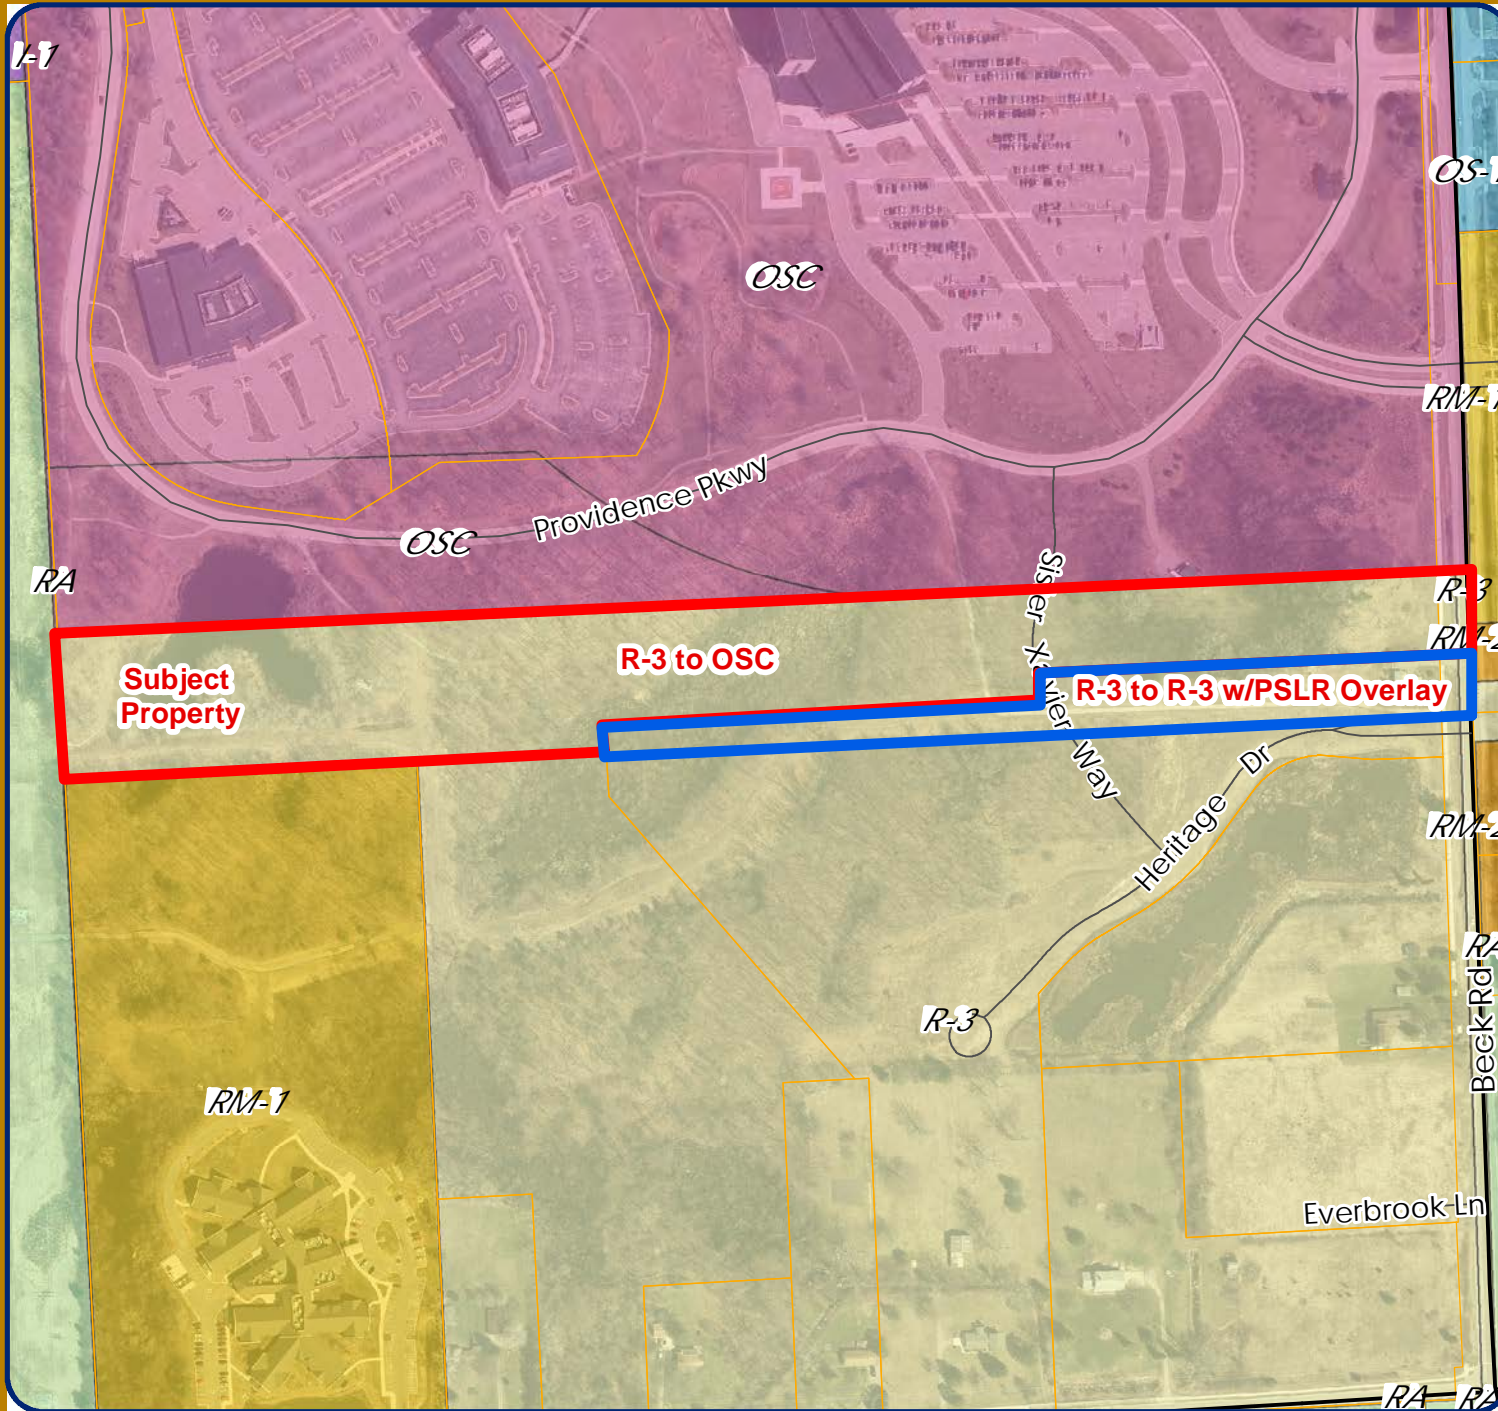 I-1
OS-1
OSC
RM-1
Providence Pkwy
OSC
RA
Sister Xavier Way
R-3
RM-2
R-3 to OSC
Subject
Property
R-3 to R-3 w/PSLR Overlay
Heritage Dr
RM-2
RA
Beck Rd
R-3
RM-1
Everbrook Ln
RA
RA